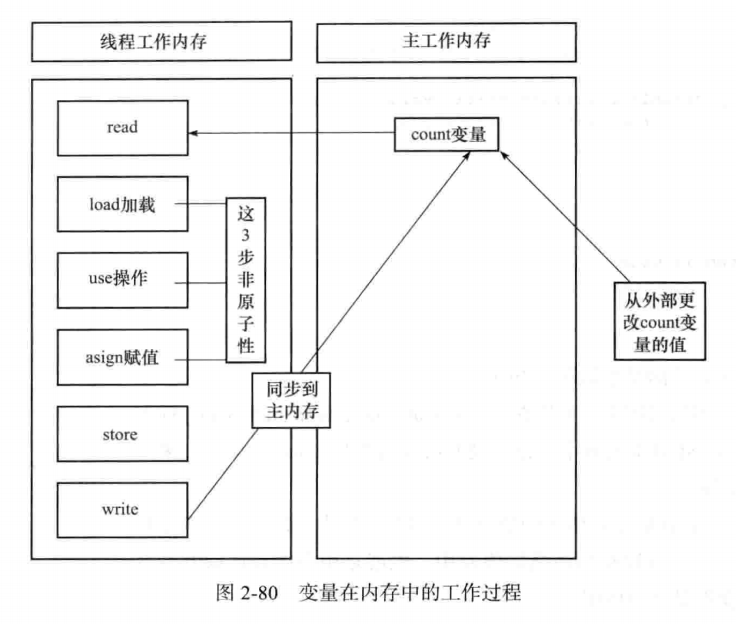 线程工作内存
主工作内存
read
count变量
load加载
这
3
步
非
原
子
性
use操作
从外部更
改count变
量的值
asign赋值
同步到
主内存
store
write
图 2-80 变量在内存中的工作过程